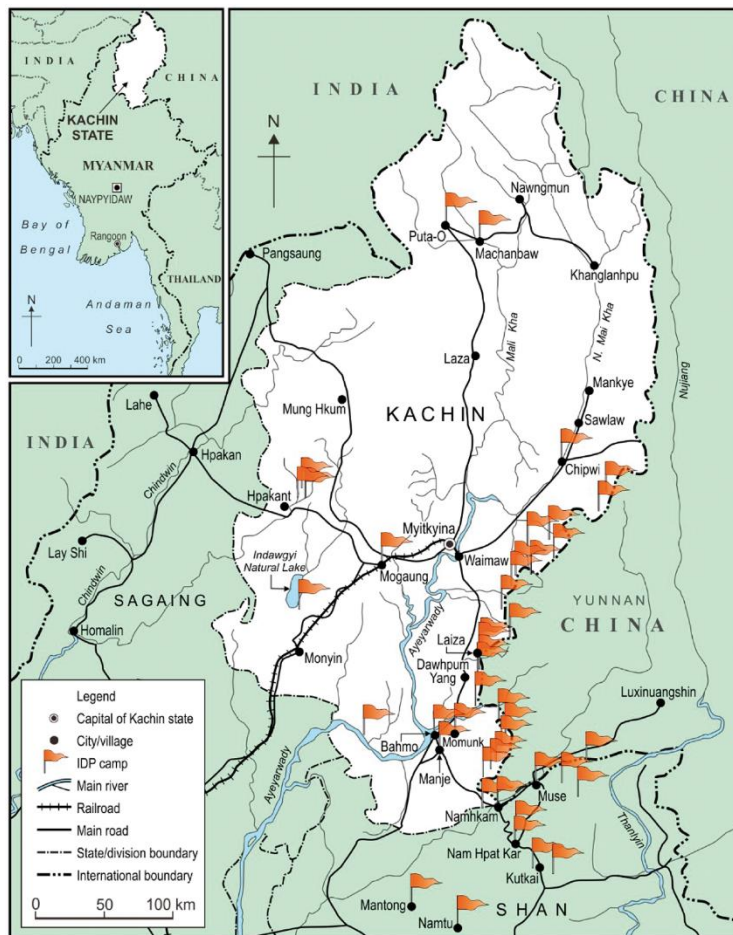 INDIA
CHINA
KACHIN
STATE
MYANMAR
NAYPYIDAW
Bay of
Bengal
Rangoon
THAILAND
Andaman
Sea
N
0 200 400 km
INDIA
CHINA
N
Nawngmun
Puta-O
Machanbaw
Khanglanhpu
Pangsaung
Mali Kha
N. Mai Kha
Nujiang
Laza
Mankye
Lahe
Mung Hkum
KACHIN
Sawlaw
INDIA
Hpakan
Chipwi
Chindwin
Hpakant
Myitkyina
Lay Shi
Waimaw
Indawgyi
Natural Lake
Mogaung
Chindwin
SAGAING
YUNNAN
CHINA
Ayeyarwady
Homalin
Laiza
Monyin
Dawhpum
Yang
Luxinuangshin
Bahmo
Momunk
Manje
Ayeyarwady
Muse
Namhkam
Thanlyin
Nam Hpat Kar
Kutkai
Mantong
SHAN
Namtu
Legend
Capital of Kachin state
City/village
IDP camp
Main river
Railroad
Main road
State/division boundary
International boundary
0 50 100 km